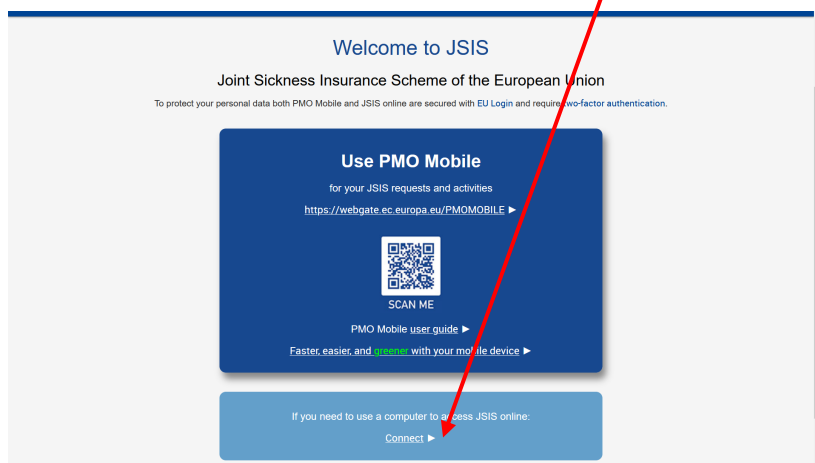 Welcome to JSIS
Joint Sickness Insurance Scheme of the European Union
To protect your personal data both PMO Mobile and JSIS online are secured with EU Login and require two-factor authentication.
Use PMO Mobile
for your JSIS requests and activities
https://webgate.ec.europa.eu/PMOMOBILE ►
SCAN ME
PMO Mobile user guide ►
Faster, easier, and greener with your mobile device ►
If you need to use a computer to access JSIS online:
Connect ►